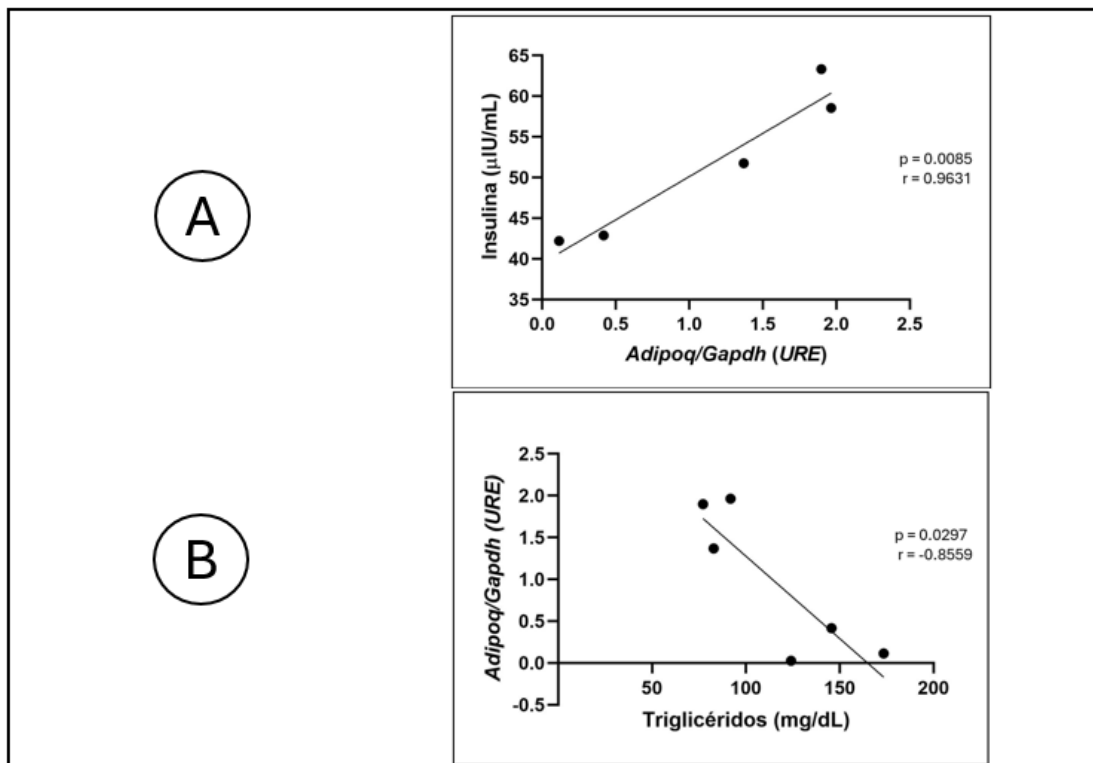 A
65
60
55
50
45
40
35
Insulina (µIU/mL)
p = 0.0085
r = 0.9631
0.0 0.5 1.0 1.5 2.0 2.5
Adipoq/Gapdh (URE)
B
2.5
2.0
1.5
1.0
0.5
0.0
-0.5
Adipoq/Gapdh (URE)
p = 0.0297
r = -0.8559
50 100 150 200
Triglicéridos (mg/dL)